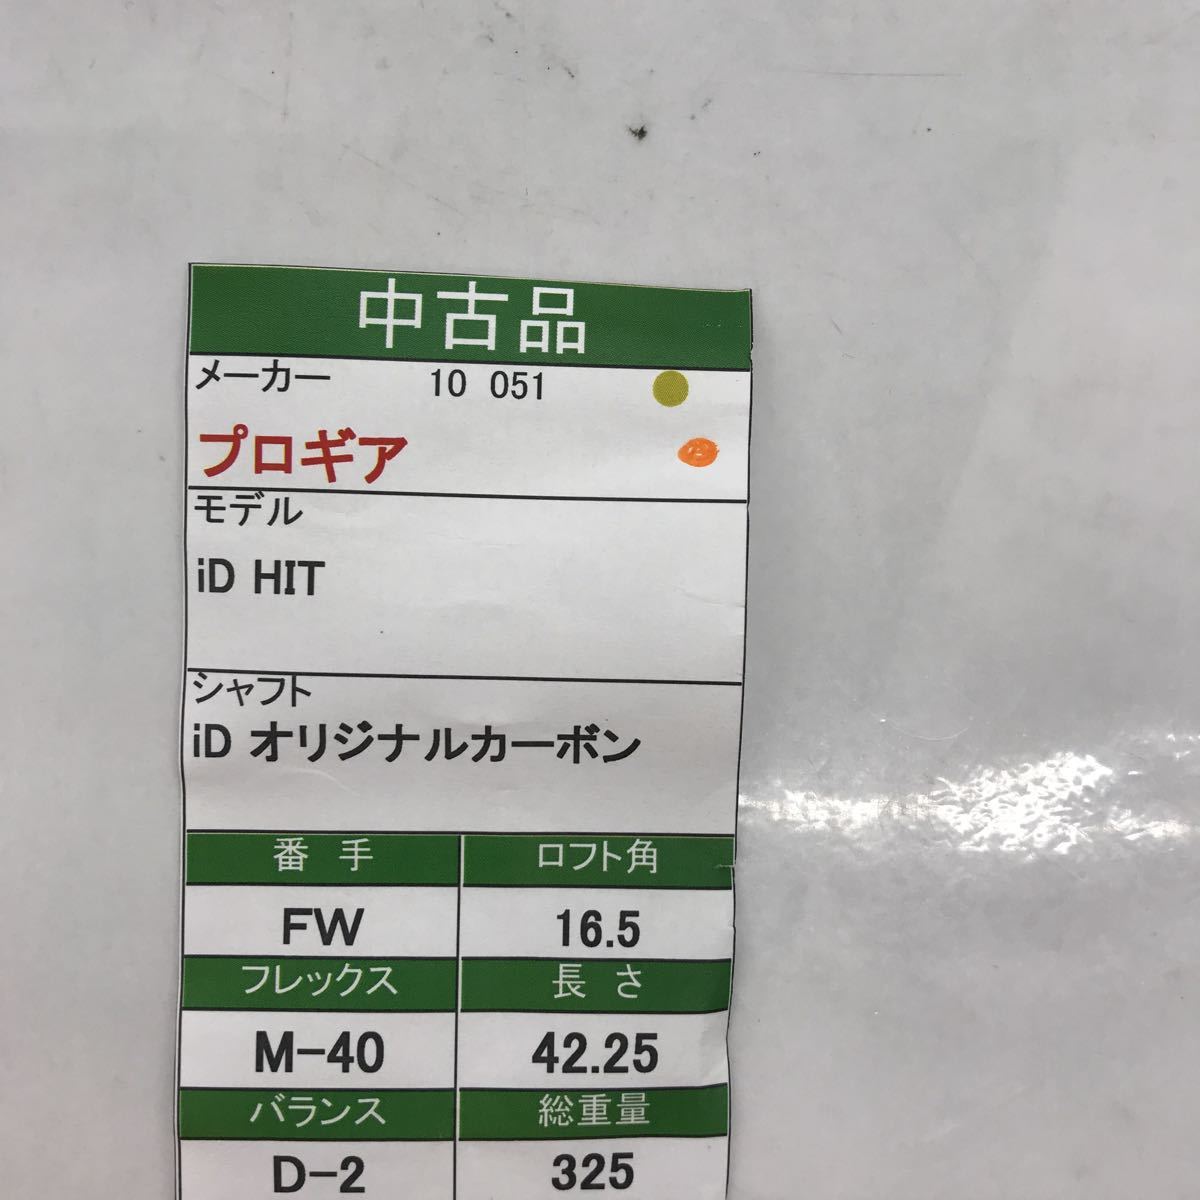 中古品
メーカー 10 051
プロギア
モデル
iD HIT
シャフト
iD オリジナルカーボン
番 手 ロフト角
FW 16.5
フレックス 長 さ
M-40 42.25
バランス 総重量
D-2 325